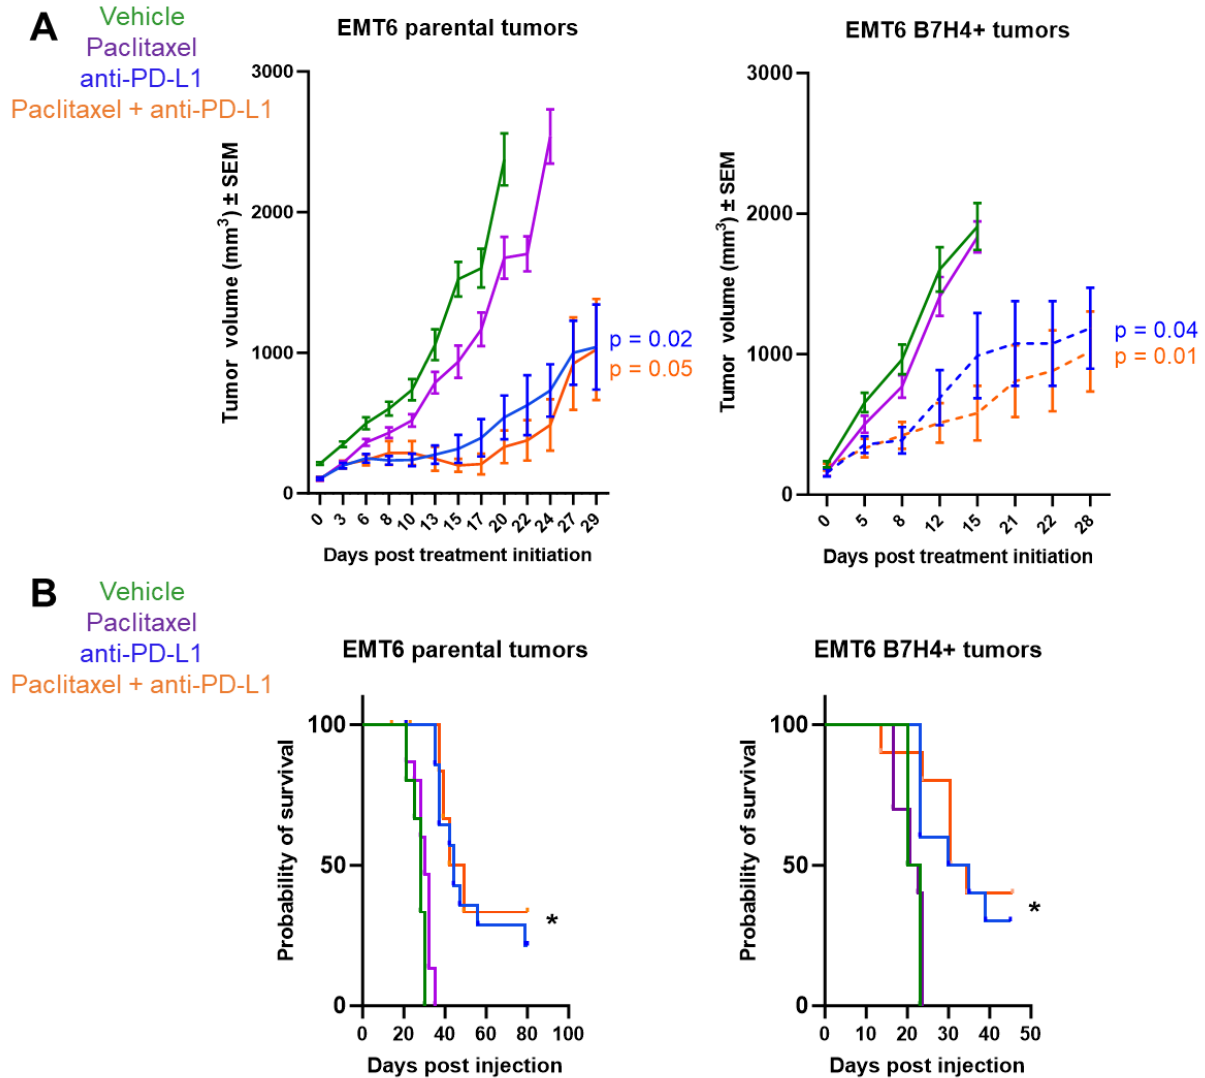 A
Vehicle
Paclitaxel
anti-PD-L1
Paclitaxel + anti-PD-L1
EMT6 parental tumors
Tumor volume (mm³) ± SEM
3000
2000
1000
0
p = 0.02
p = 0.05
0 3 6 8 10 13 15 17 20 22 24 27 29
Days post treatment initiation
EMT6 B7H4+ tumors
Tumor volume (mm³) ± SEM
3000
2000
1000
0
p = 0.04
p = 0.01
0 5 8 12 15 21 22 28
Days post treatment initiation
B
Vehicle
Paclitaxel
anti-PD-L1
Paclitaxel + anti-PD-L1
EMT6 parental tumors
Probability of survival
100
50
0
*
0 20 40 60 80 100
Days post injection
EMT6 B7H4+ tumors
Probability of survival
100
50
0
*
0 10 20 30 40 50
Days post injection